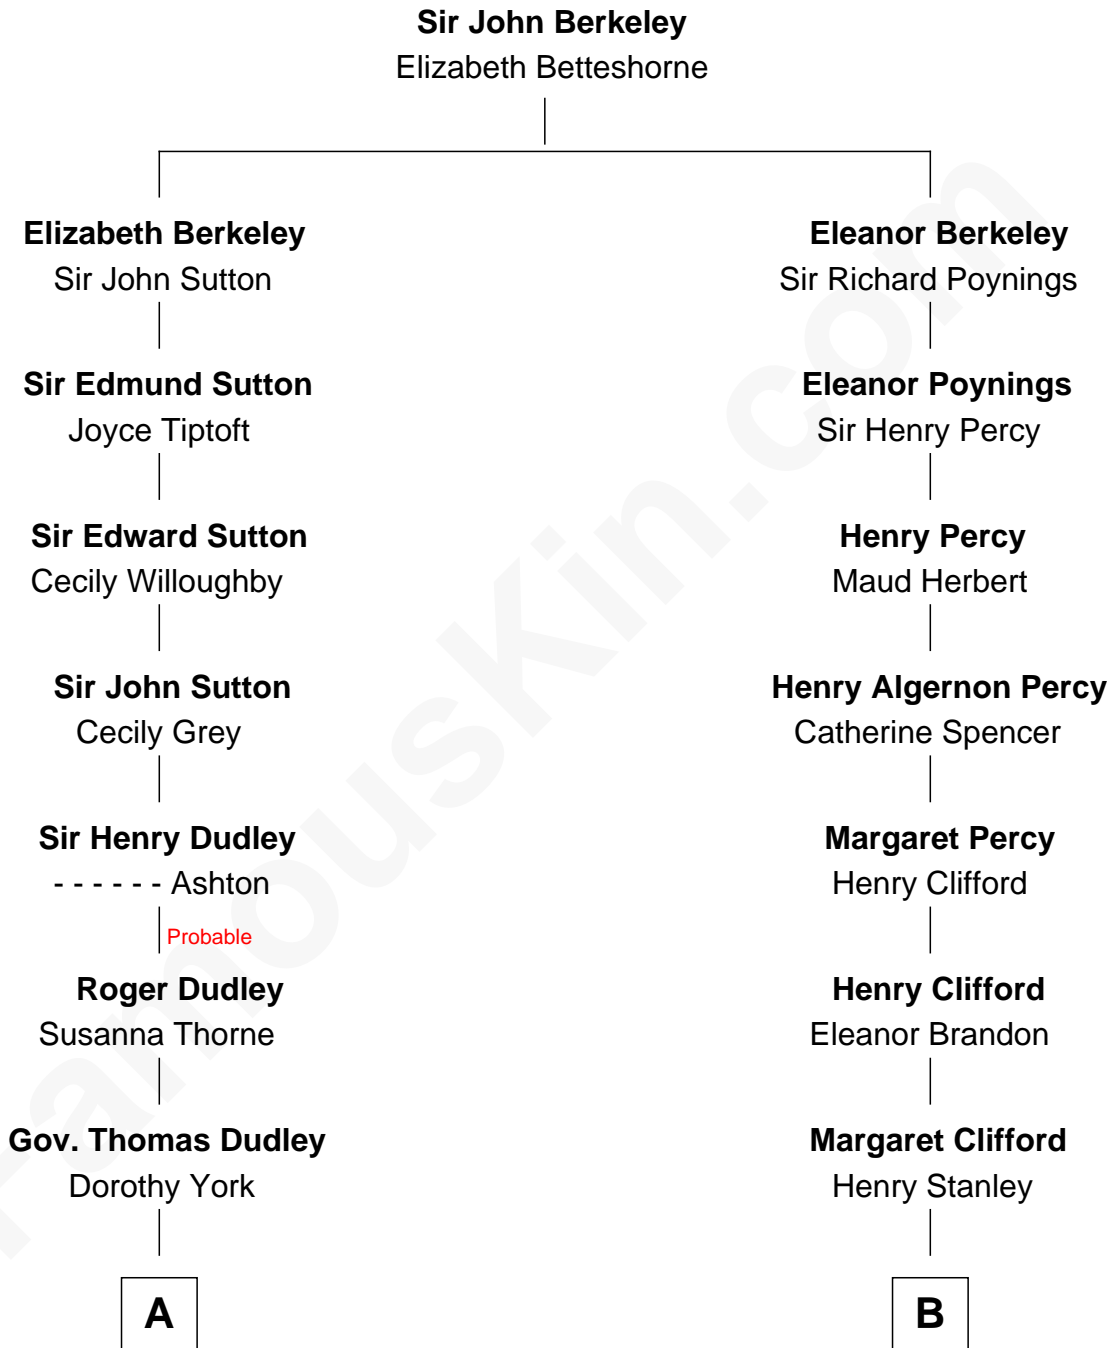 Sir John Berkeley
Elizabeth Betteshorne
Elizabeth Berkeley
Sir John Sutton
Eleanor Berkeley
Sir Richard Poynings
Sir Edmund Sutton
Joyce Tiptoft
Eleanor Poynings
Sir Henry Percy
Sir Edward Sutton
Cecily Willoughby
Henry Percy
Maud Herbert
Sir John Sutton
Cecily Grey
Henry Algernon Percy
Catherine Spencer
Sir Henry Dudley
- - - - - - Ashton
Probable
Margaret Percy
Henry Clifford
Roger Dudley
Susanna Thorne
Henry Clifford
Eleanor Brandon
Gov. Thomas Dudley
Dorothy York
Margaret Clifford
Henry Stanley
A
B
FamousKin.com